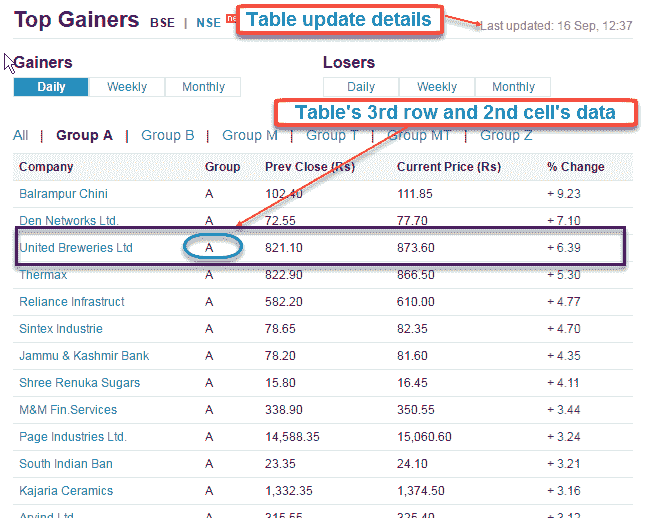 Top Gainers BSE | NSE Table update details Last updated: 16 Sep, 12:37
Gainers Losers
Daily Weekly Monthly Daily Weekly Monthly
Table's 3rd row and 2nd cell's data
All | Group A | Group B | Group M | Group T | Group MT | Group Z
Company Group Prev Close (Rs) Current Price (Rs) % Change
Balrampur Chini A 102.40 111.85 + 9.23
Den Networks Ltd. A 72.55 77.70 + 7.10
United Breweries Ltd A 821.10 873.60 + 6.39
Thermax A 822.90 866.50 + 5.30
Reliance Infrastruct A 582.20 610.00 + 4.77
Sintex Industrie A 78.65 82.35 + 4.70
Jammu & Kashmir Bank A 78.20 81.60 + 4.35
Shree Renuka Sugars A 15.80 16.45 + 4.11
M&M Fin.Services A 338.90 350.55 + 3.44
Page Industries Ltd. A 14,588.35 15,060.60 + 3.24
South Indian Ban A 23.35 24.10 + 3.21
Kajaria Ceramics A 1,332.35 1,374.50 + 3.16
Arvind Ltd A 315.55 325.40 + 3.12